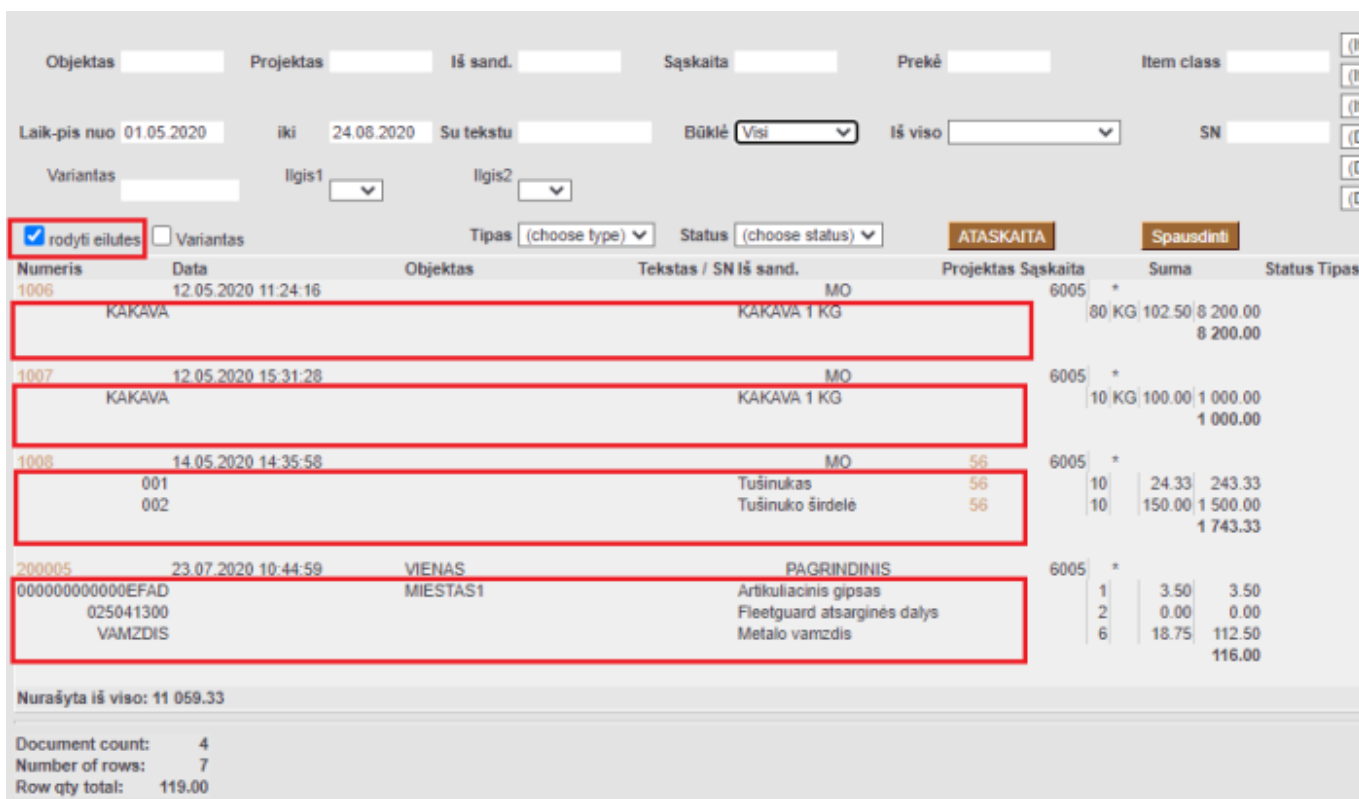 Objektas Projektas Iš sand. Sąskaita Prekė Item class
Laik-pis nuo 01.05.2020 iki 24.08.2020 Su tekstu Būklė Visi Iš viso SN
Variantas Ilgis1 Ilgis2
rodyti eilutes Variantas Tipas (choose type) Status (choose status) ATASKAITA Spausdinti
Numeris Data Objektas Tekstas / SN Iš sand. Projektas Sąskaita Suma Status Tipas
1006 12.05.2020 11:24:16 MO 6005 *
KAKAVA KAKAVA 1 KG 80 KG 102.50 8 200.00
8 200.00
1007 12.05.2020 15:31:28 MO 6005 *
KAKAVA KAKAVA 1 KG 10 KG 100.00 1 000.00
1 000.00
1008 14.05.2020 14:35:58 MO 56 6005 *
001 Tušinukas 56 10 24.33 243.33
002 Tušinuko širdelė 56 10 150.00 1 500.00
1 743.33
200005 23.07.2020 10:44:59 VIENAS PAGRINDINIS 6005 *
000000000000EFAD MIESTAS1 Artikuliacinis gipsas 1 3.50 3.50
025041300 Fleetguard atsarginės dalys 2 0.00 0.00
VAMZDIS Metalo vamzdis 6 18.75 112.50
116.00
Nurašyta iš viso: 11 059.33
Document count: 4
Number of rows: 7
Row qty total: 119.00